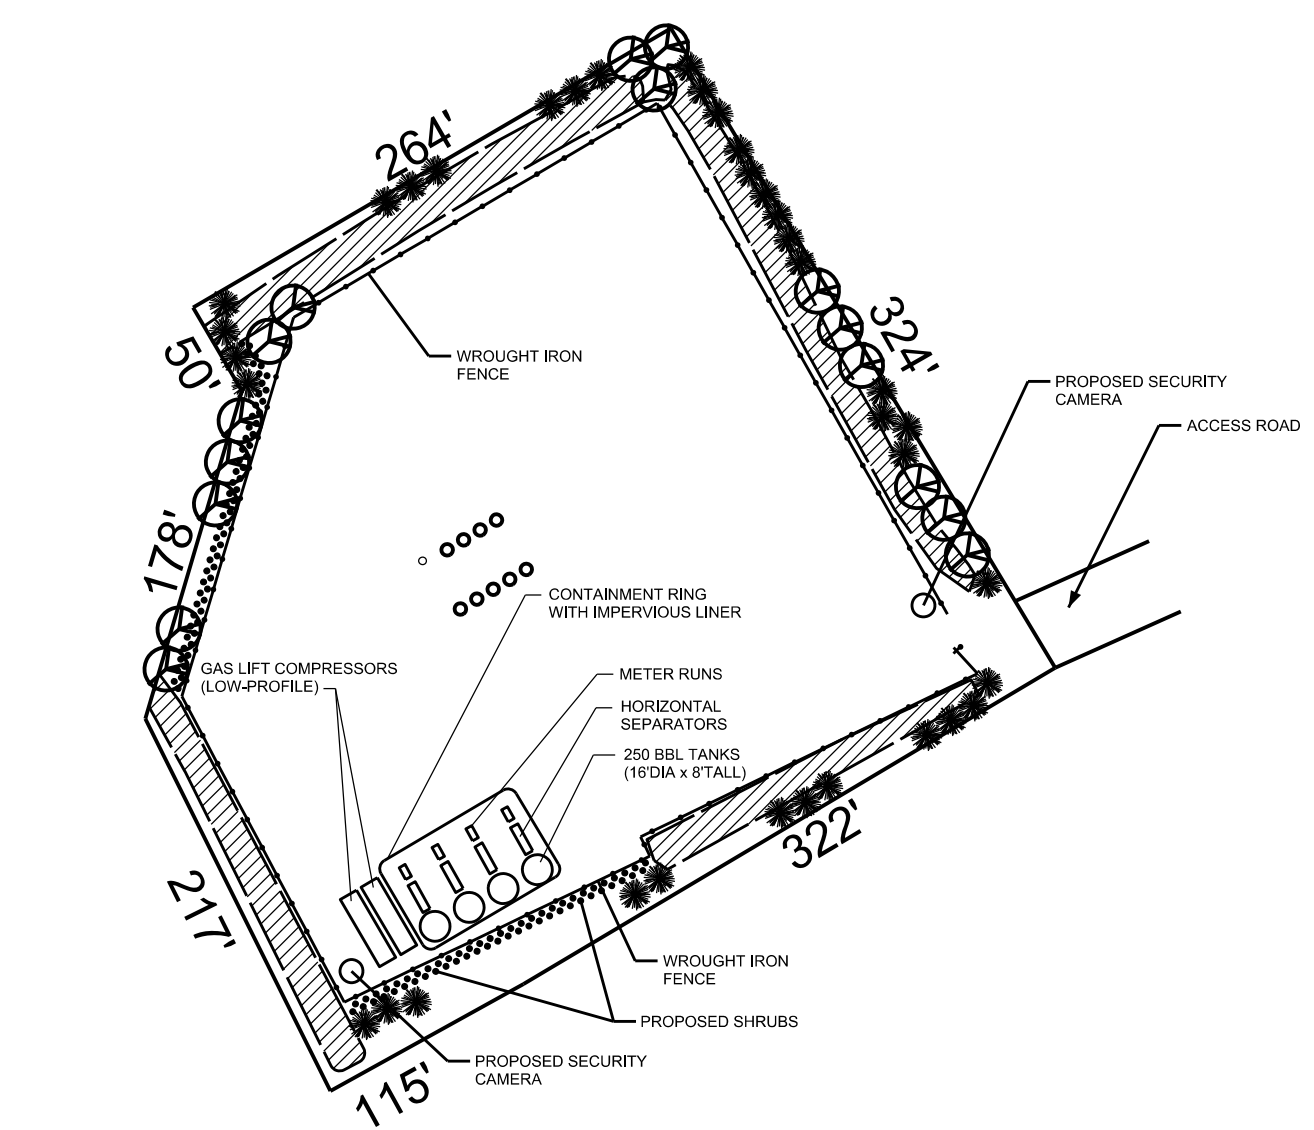 264'
50'
324'
WROUGHT IRON
FENCE
PROPOSED SECURITY
CAMERA
ACCESS ROAD
178'
CONTAINMENT RING
WITH IMPERVIOUS LINER
GAS LIFT COMPRESSORS
(LOW-PROFILE)
METER RUNS
HORIZONTAL
SEPARATORS
250 BBL TANKS
(16'DIA x 8'TALL)
322'
217'
WROUGHT IRON
FENCE
PROPOSED SHRUBS
PROPOSED SECURITY
CAMERA
115'